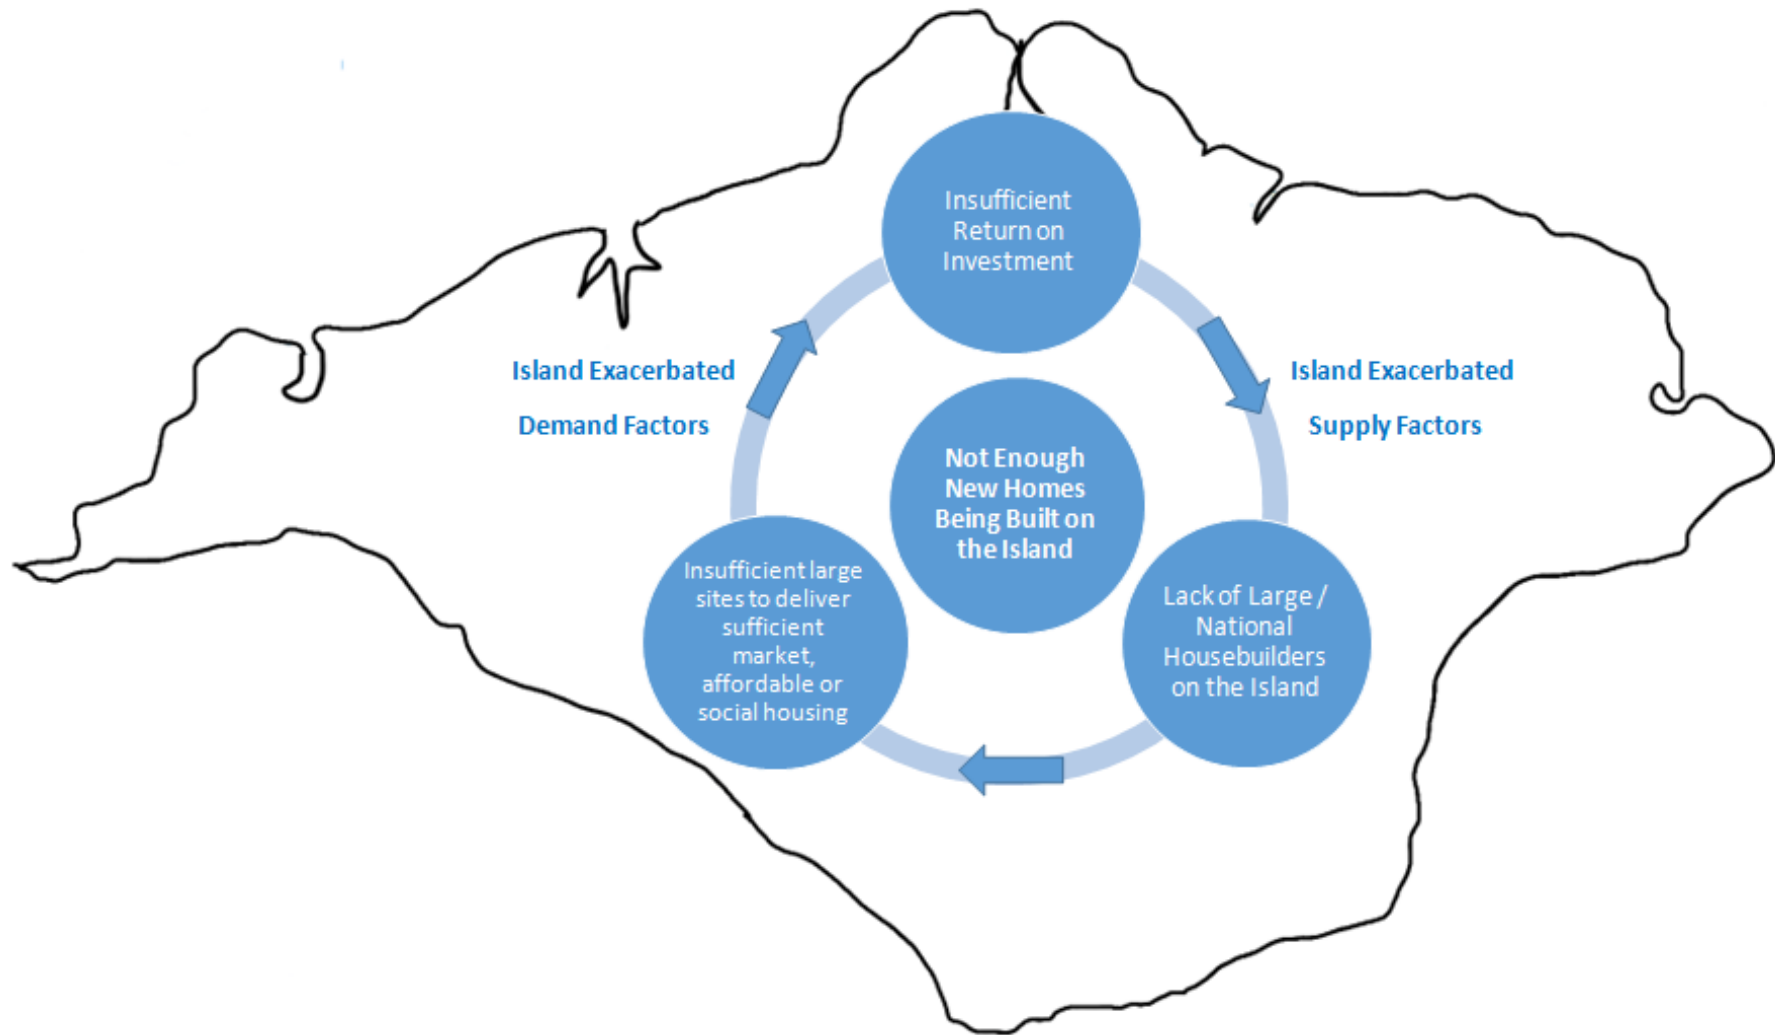 Insufficient
Return on
Investment
Island Exacerbated
Demand Factors
Island Exacerbated
Supply Factors
Not Enough
New Homes
Being Built on
the Island
Insufficient large
sites to deliver
sufficient
market,
affordable or
social housing
Lack of Large /
National
Housebuilders
on the Island